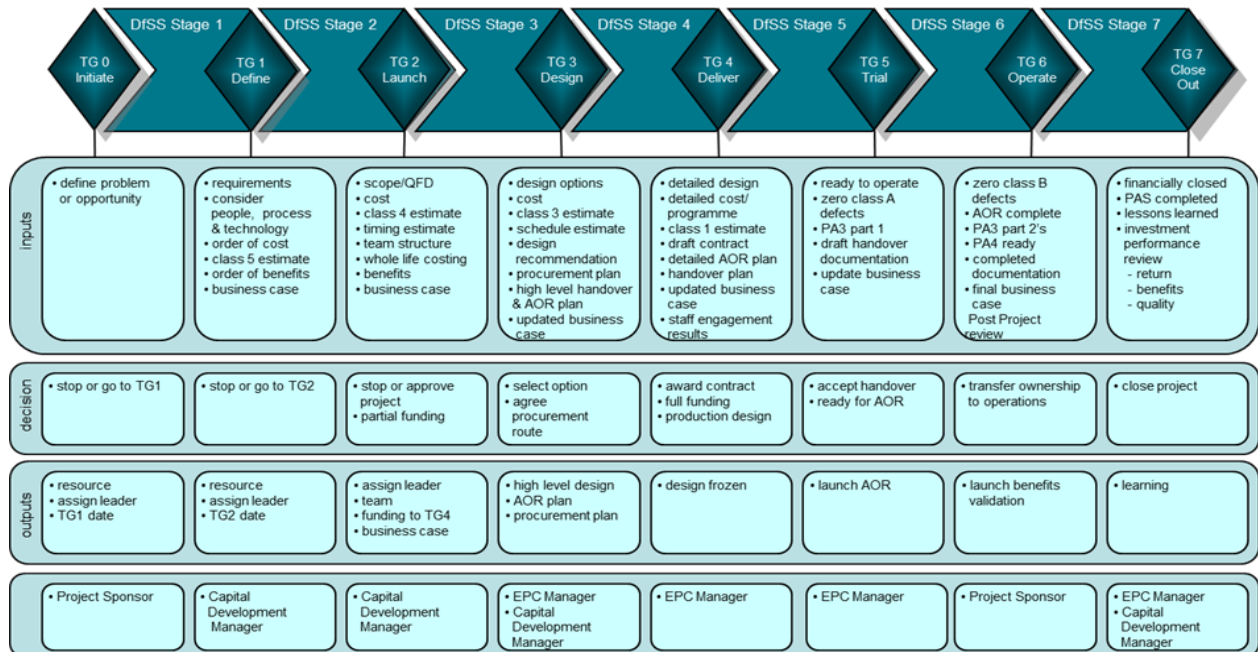 DfSS Stage 1
DfSS Stage 2
DfSS Stage 3
DfSS Stage 4
DfSS Stage 5
DfSS Stage 6
DfSS Stage 7
TG 0
Initiate
TG 1
Define
TG 2
Launch
TG 3
Design
TG 4
Deliver
TG 5
Trial
TG 6
Operate
TG 7
Close
Out
inputs
• define problem
or opportunity
• requirements
• consider
people, process
& technology
• order of cost
• class 5 estimate
• order of benefits
• business case
• scope/QFD
• cost
• class 4 estimate
• timing estimate
• team structure
• whole life costing
• benefits
• business case
• design options
• cost
• class 3 estimate
• schedule estimate
• design
recommendation
• procurement plan
• high level handover
& AOR plan
• updated business
case
• detailed design
• detailed cost/
programme
• class 1 estimate
• draft contract
• detailed AOR plan
• handover plan
• updated business
case
• staff engagement
results
• ready to operate
• zero class A
defects
• PA3 part 1
• draft handover
documentation
• update business
case
• zero class B
defects
• AOR complete
• PA3 part 2's
• PA4 ready
• completed
documentation
• final business
case
Post Project
review
• financially closed
• PAS completed
• lessons learned
• investment
performance
review
- return
- benefits
- quality
decision
• stop or go to TG1
• stop or go to TG2
• stop or approve
project
• partial funding
• select option
• agree
procurement
route
• award contract
• full funding
• production design
• accept handover
• ready for AOR
• transfer ownership
to operations
• close project
outputs
• resource
• assign leader
• TG1 date
• resource
• assign leader
• TG2 date
• assign leader
• team
• funding to TG4
• business case
• high level design
• AOR plan
• procurement plan
• design frozen
• launch AOR
• launch benefits
validation
• learning
• Project Sponsor
• Capital
Development
Manager
• Capital
Development
Manager
• EPC Manager
• Capital
Development
Manager
• EPC Manager
• EPC Manager
• Project Sponsor
• EPC Manager
• Capital
Development
Manager